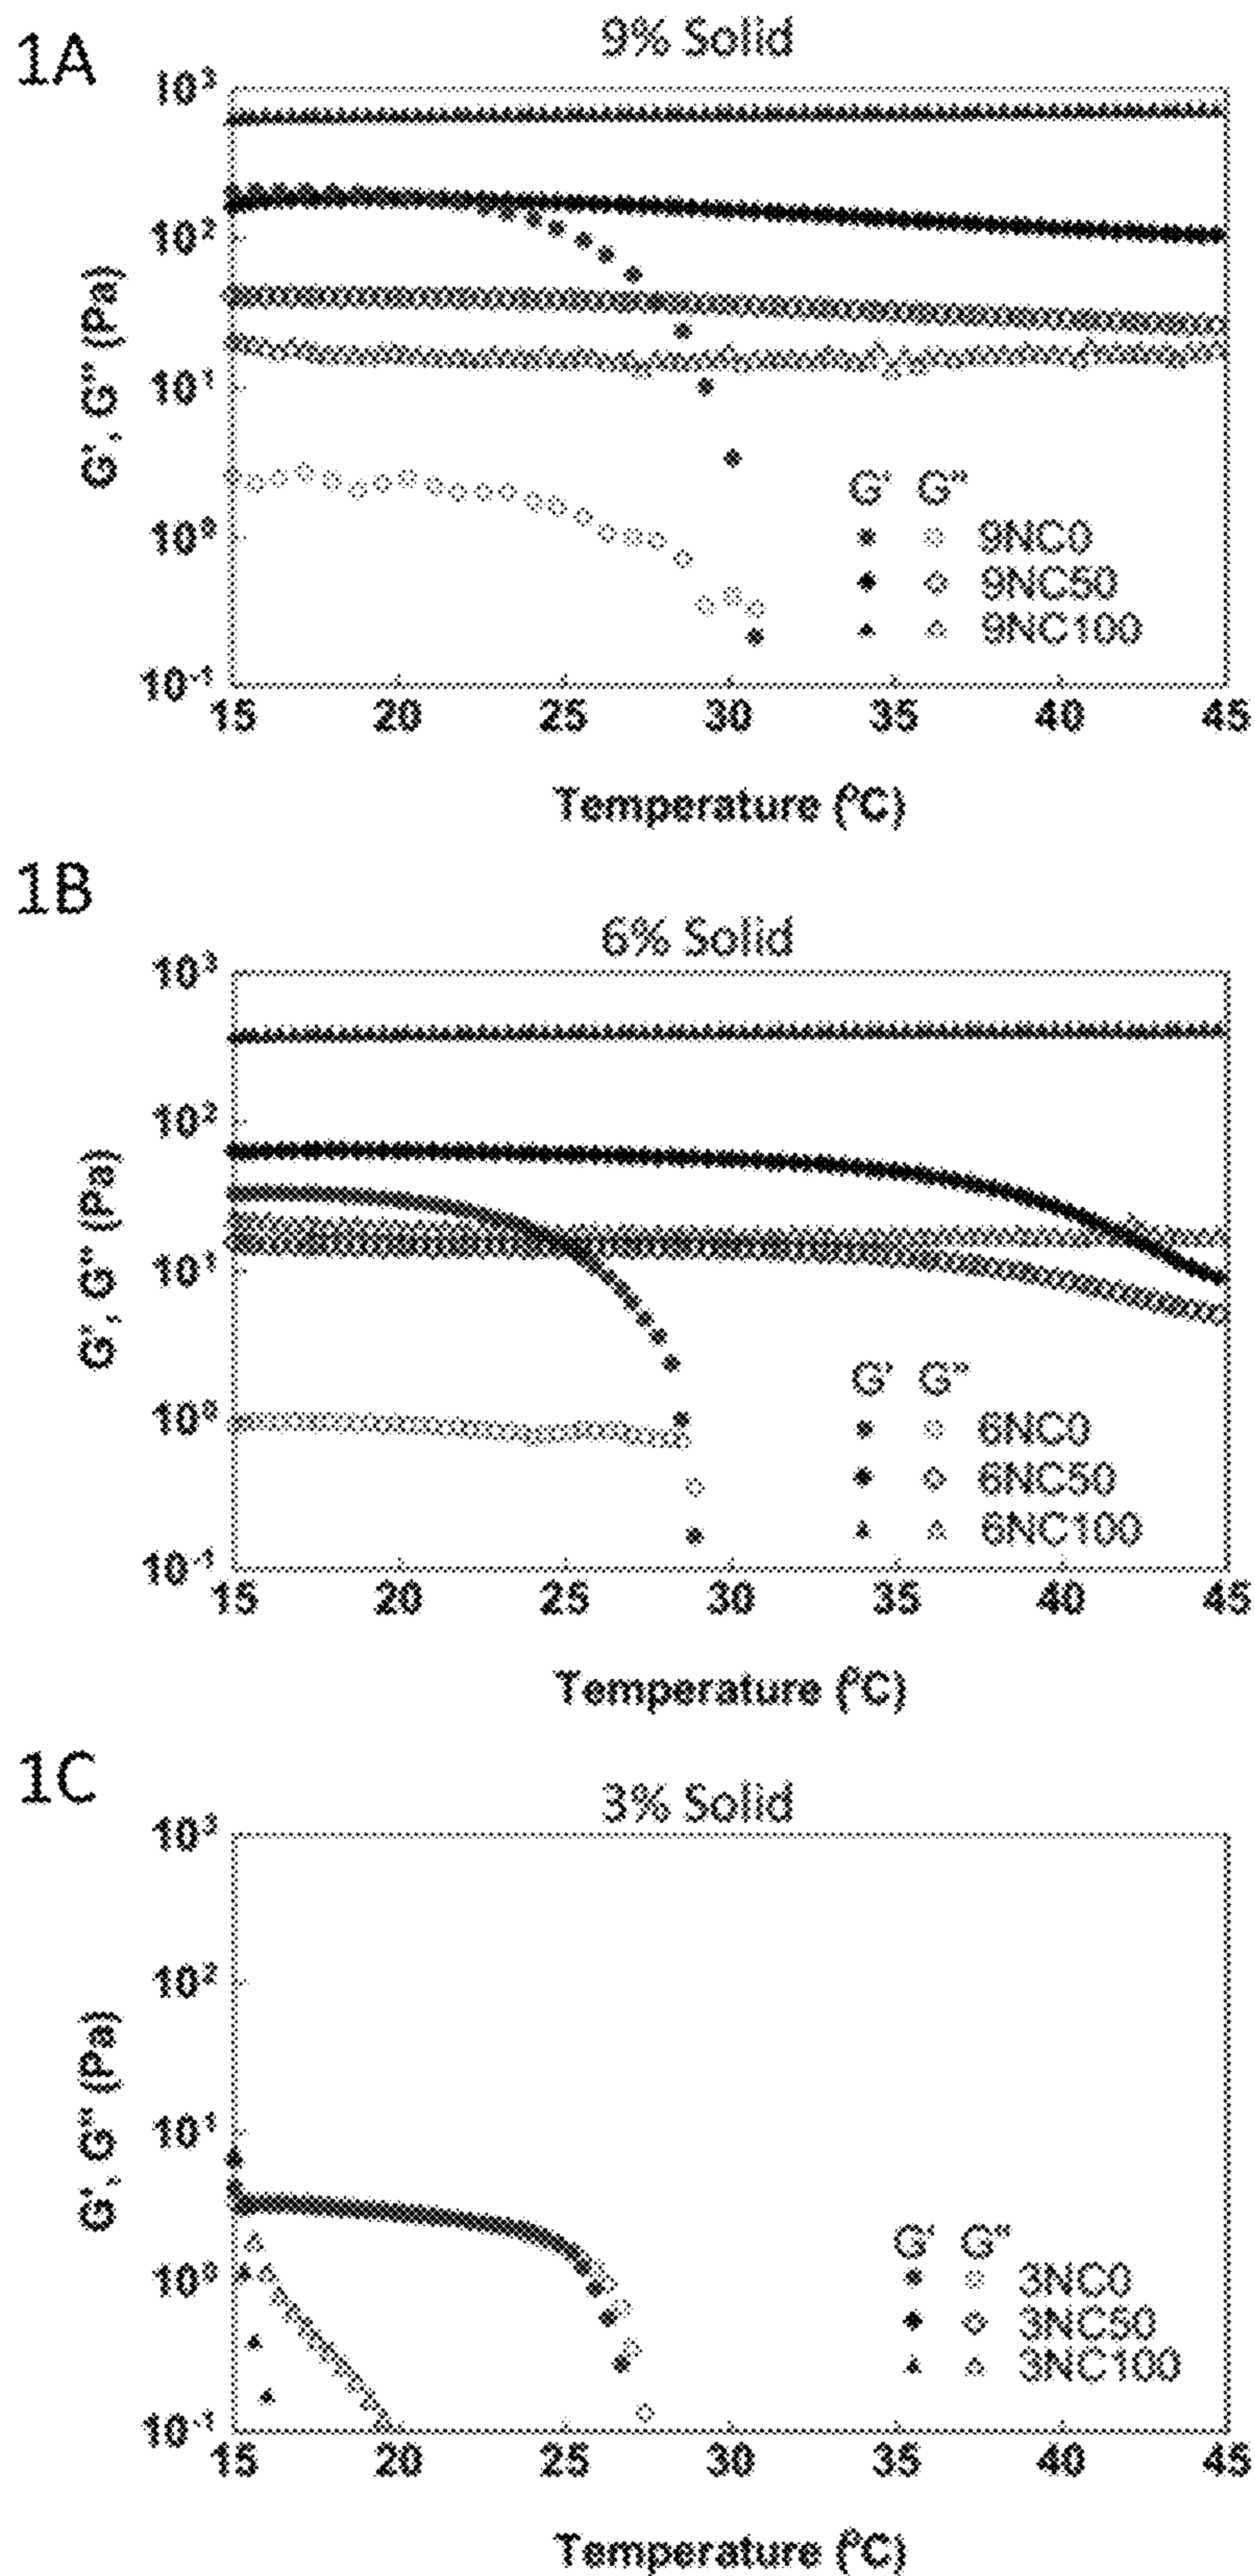 1A
9% Solid
10³
10²
10¹
10⁰
10⁻¹
G', G'' (Pa)
G' G''
9NC0
9NC50
9NC100
15 20 25 30 35 40 45
Temperature (ºC)
1B
6% Solid
10³
10²
10¹
10⁰
10⁻¹
G', G'' (Pa)
G' G''
6NC0
6NC50
6NC100
15 20 25 30 35 40 45
Temperature (ºC)
1C
3% Solid
10³
10²
10¹
10⁰
10⁻¹
G', G'' (Pa)
G' G''
3NC0
3NC50
3NC100
15 20 25 30 35 40 45
Temperature (ºC)